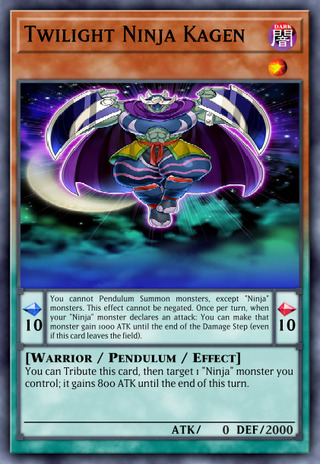 Twilight Ninja Kagen
DARK
闇
You cannot Pendulum Summon monsters, except "Ninja"
monsters. This effect cannot be negated. Once per turn, when
your "Ninja" monster declares an attack: You can make that
monster gain 1000 ATK until the end of the Damage Step (even
if this card leaves the field).
10
10
[Warrior / Pendulum / Effect]
You can Tribute this card, then target 1 "Ninja" monster you
control; it gains 800 ATK until the end of this turn.
ATK/ 0 DEF/2000